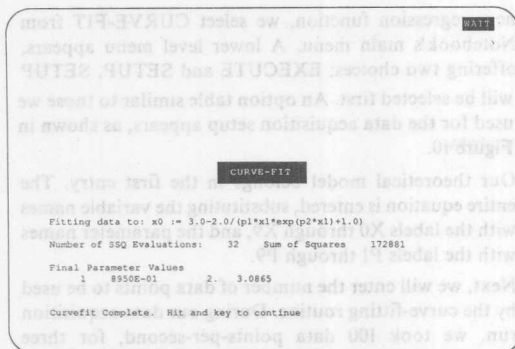 WAIT
CURVE-FIT
Fitting data to: x0 := 3.0-2.0/(p1*x1*exp(p2*x1)+1.0)
Number of SSQ Evaluations: 32 Sum of Squares 172881
Final Parameter Values
1 8950E-01 2. 3.0865
Curvefit Complete. Hit and key to continue
regression function, we select CURVE-FIT from
Notebook's main menu. A lower level menu appears,
offering two choices: EXECUTE and SETUP. SETUP
will be selected first. An option table similar to those we
used for the data acquisition setup appears, as shown in
Figure 10.
Our theoretical model belongs in the first entry. The
entire equation is entered, substituting the variable names
with the labels X0 through X9, and the parameter names
with the labels P1 through P9.
Next, we will enter the number of data points to be used
by the curve-fitting routine. During our data acquisition
run, we took 100 data points-per-second, for three